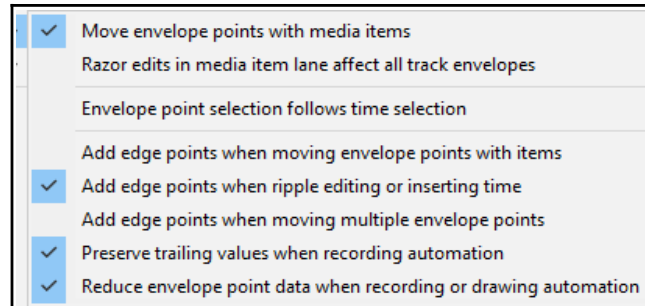 Move envelope points with media items
Razor edits in media item lane affect all track envelopes
Envelope point selection follows time selection
Add edge points when moving envelope points with items
Add edge points when ripple editing or inserting time
Add edge points when moving multiple envelope points
Preserve trailing values when recording automation
Reduce envelope point data when recording or drawing automation